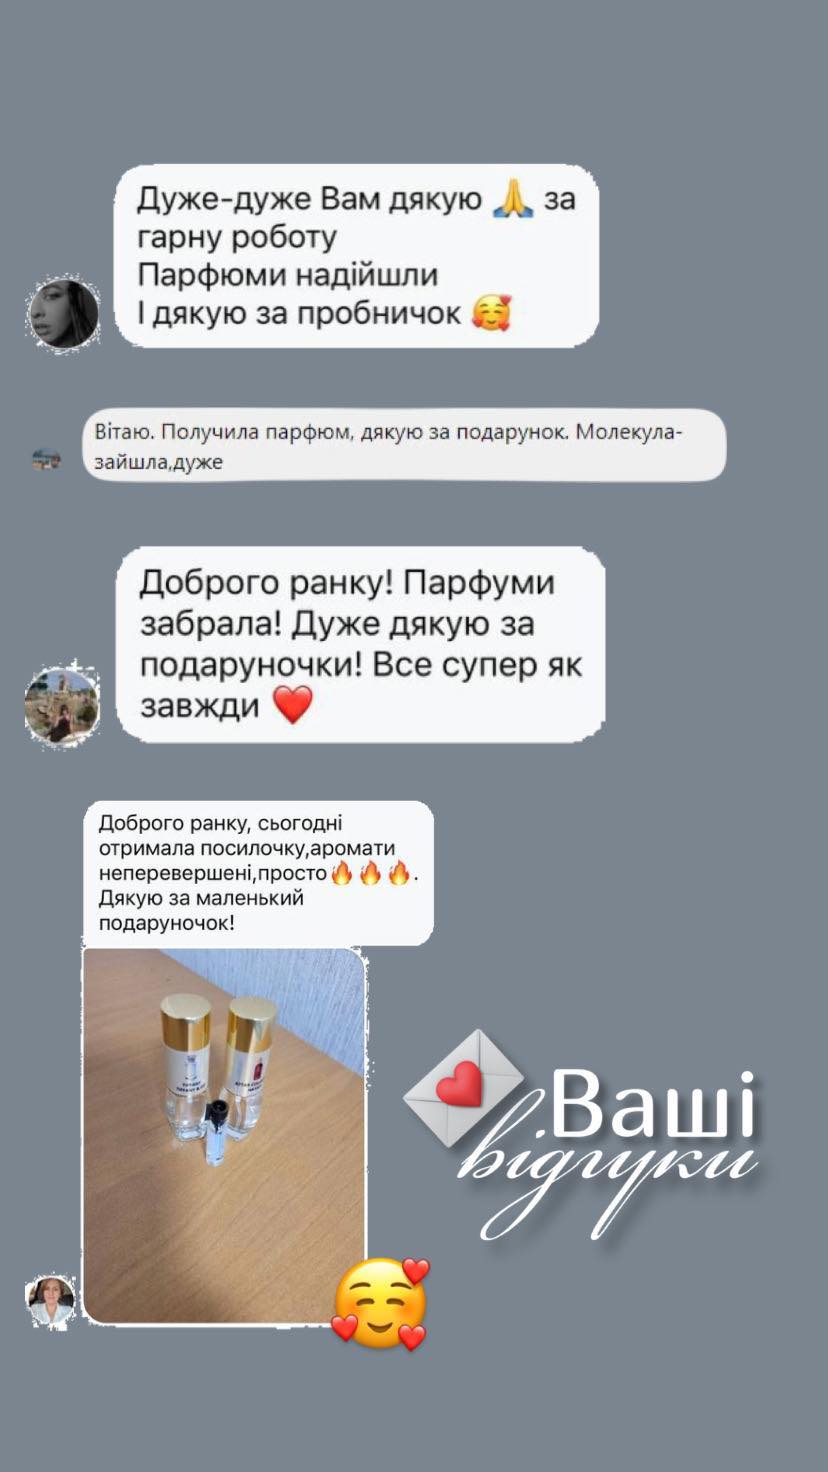 Дуже-дуже Вам дякую 🙏 за
гарну роботу
Парфюми надійшли
І дякую за пробничок 🥰
Вітаю. Получила парфюм, дякую за подарунок. Молекула-
зайшла,дуже
Доброго ранку! Парфуми
забрала! Дуже дякую за
подаруночки! Все супер як
завжди ❤️
Доброго ранку, сьогодні
отримала посилочку,аромати
неперевершені,просто🔥🔥🔥.
Дякую за маленький
подаруночок!
Ваші
відгуки